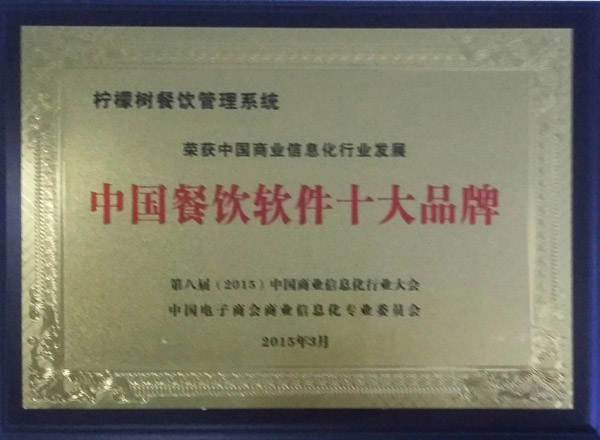 柠檬树餐饮管理系统
荣获中国商业信息化行业发展
中国餐饮软件十大品牌
第八届（2015）中国商业信息化行业大会
中国电子商会商业信息化专业委员会
2015年3月